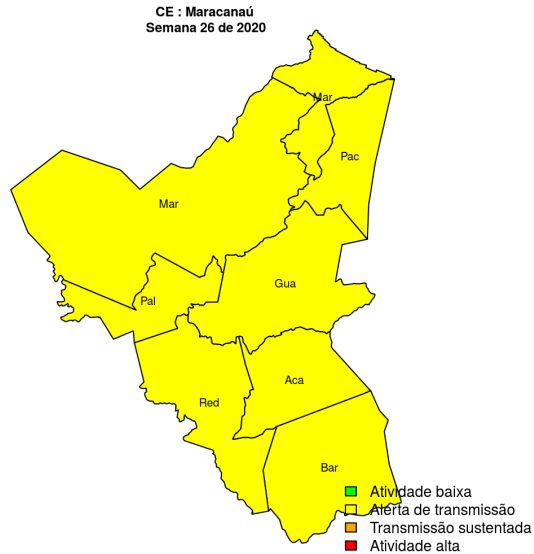 CE : Maracanaú
Semana 26 de 2020
Mar
Pac
Mar
Gua
Pal
Aca
Red
Bar
Atividade baixa
Alerta de transmissão
Transmissão sustentada
Atividade alta